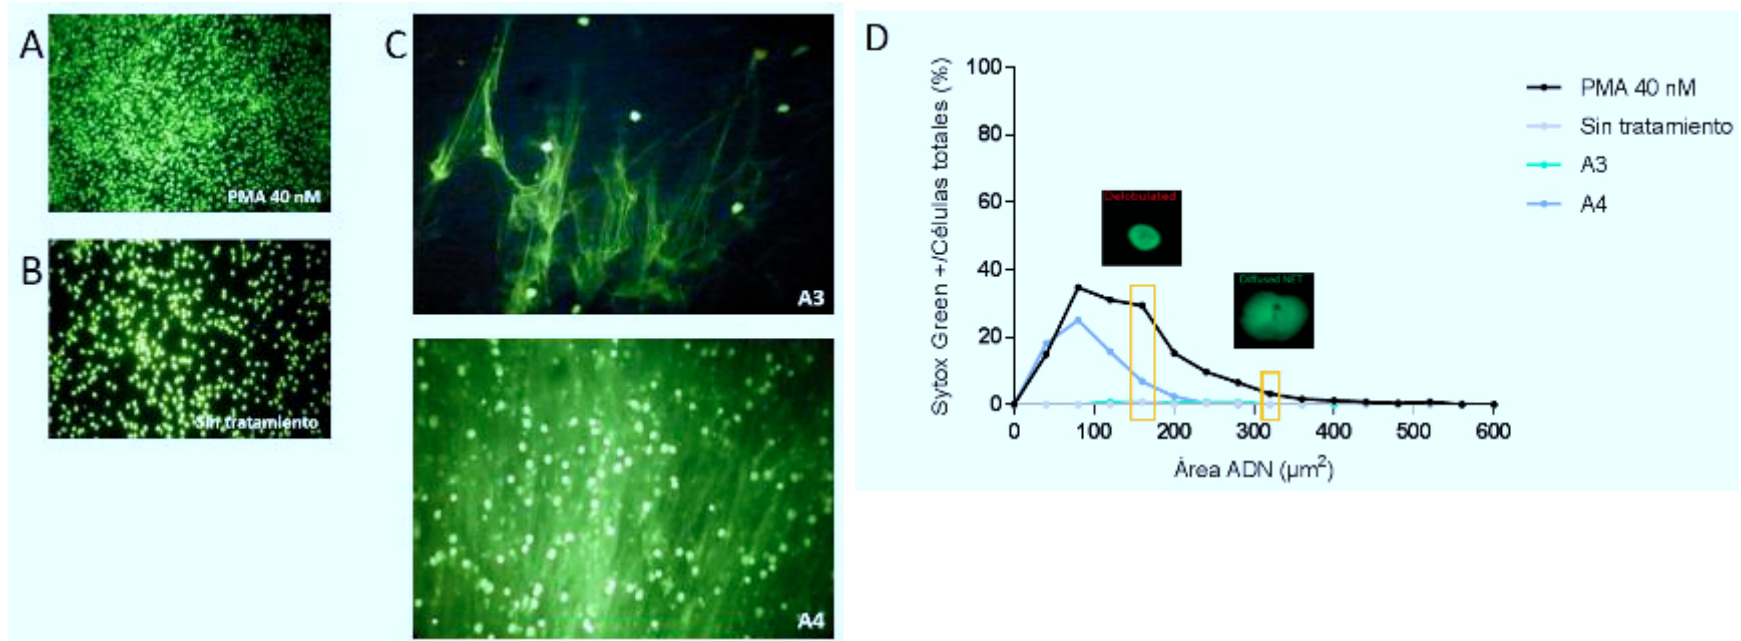 A
PMA 40 nM
B
Sin tratamiento
C
A3
A4
D
Sytox Green +/Células totales (%)
100
80
60
40
20
0
0 100 200 300 400 500 600
Área ADN (µm²)
Delobulated
Diffused NET
PMA 40 nM
Sin tratamiento
A3
A4